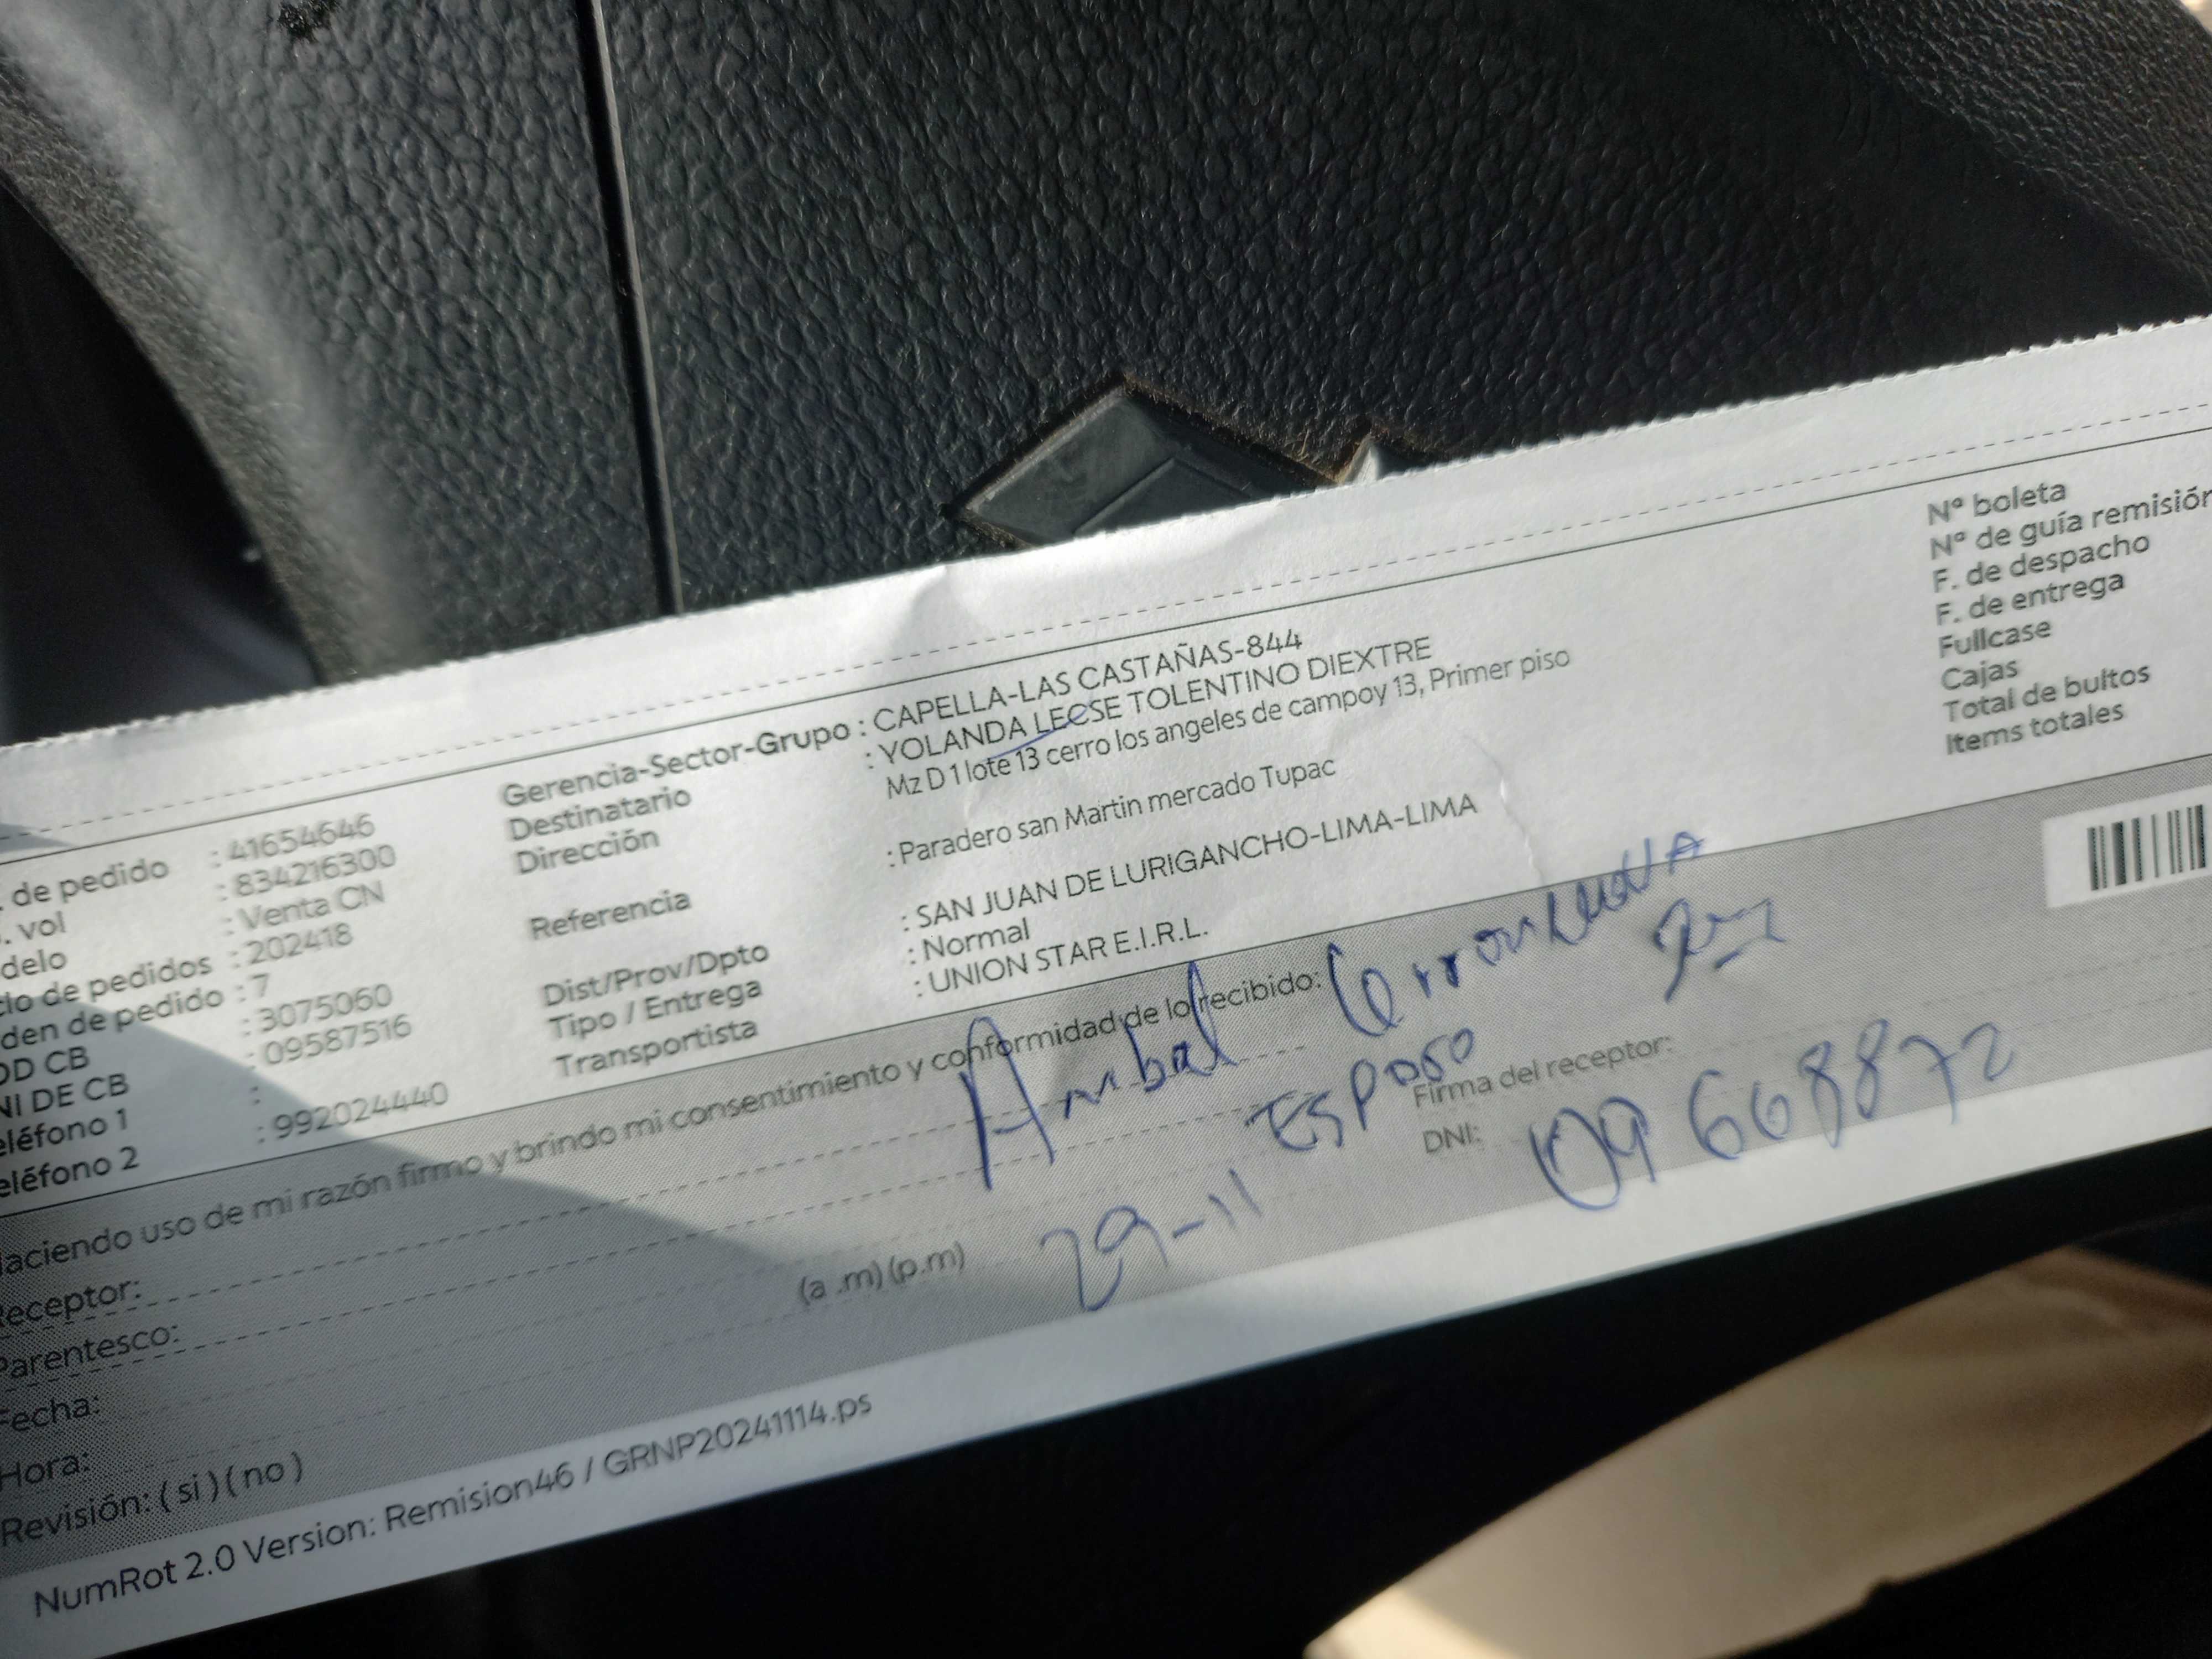 . de pedido : 41654646
. vol : 834216300
delo : Venta CN
clo de pedidos : 202418
den de pedido : 7
OD CB : 3075060
NI DE CB : 09587516
eléfono 1 :
eléfono 2 : 992024440
Gerencia-Sector-Grupo : CAPELLA-LAS CASTAÑAS-844
Destinatario : YOLANDA LECSE TOLENTINO DIEXTRE
Dirección Mz D 1 lote 13 cerro los angeles de campoy 13, Primer piso
Referencia : Paradero san Martin mercado Tupac
Dist/Prov/Dpto : SAN JUAN DE LURIGANCHO-LIMA-LIMA
Tipo / Entrega : Normal
Transportista : UNION STAR E.I.R.L.
Nº boleta
Nº de guía remisión
F. de despacho
F. de entrega
Fullcase
Cajas
Total de bultos
Items totales
Haciendo uso de mi razón firmo y brindo mi consentimiento y conformidad de lo recibido:
Receptor: Anibal
Parentesco: ESPOSO
Fecha: 29-11
Hora: (a .m) (p.m)
Revisión: ( si ) ( no )
Firma del receptor:
DNI: 09668872
NumRot 2.0 Version: Remision46 / GRNP20241114.ps